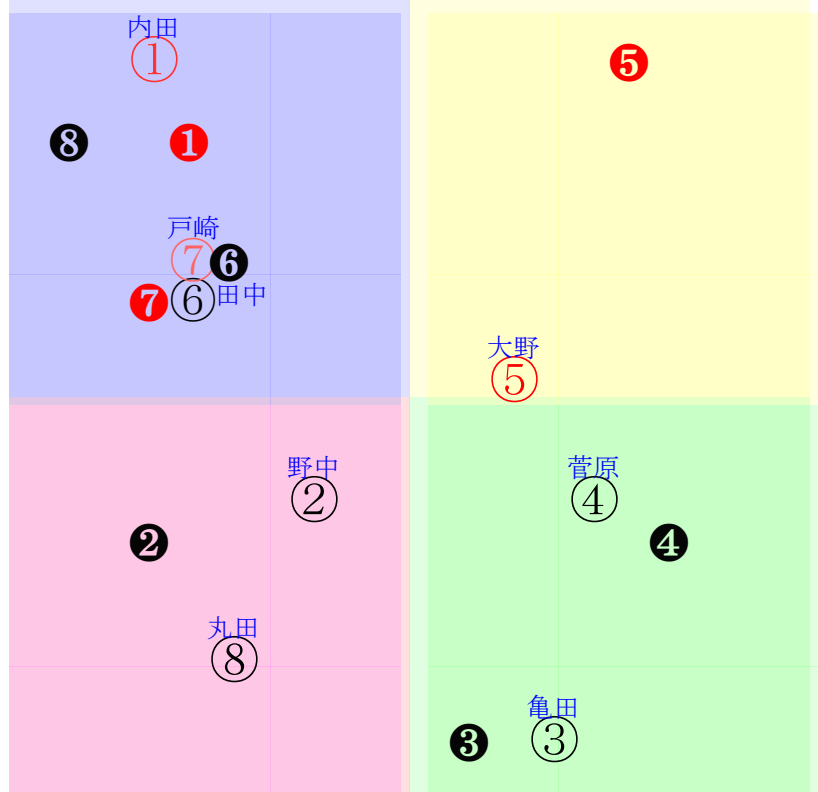 内田
①
❺
❽ ❶
戸崎
⑦ ❻
❼ ⑥ 田中
大野
⑤
野中 菅原
② ④
❷ ❹
丸田
⑧
亀田
❸ ③